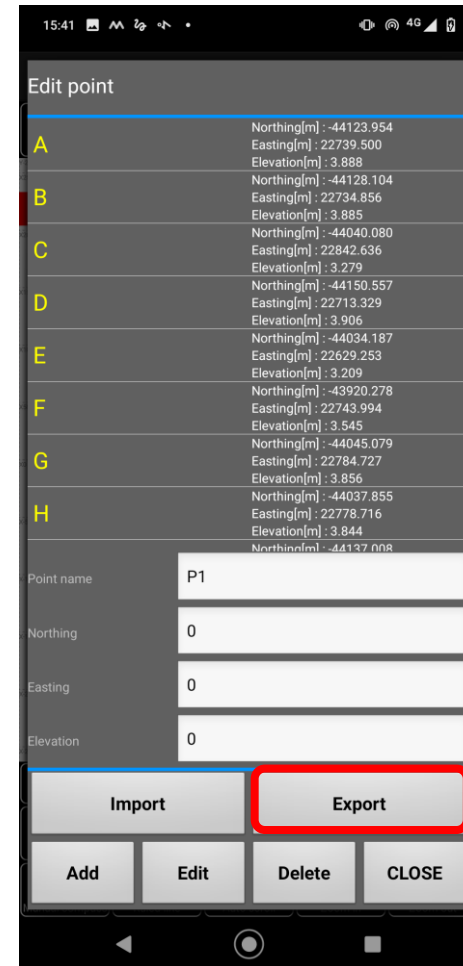 15:41 4G
Edit point
Northing[m] : -44123.954
A Easting[m] : 22739.500
Elevation[m] : 3.888
Northing[m] : -44128.104
B Easting[m] : 22734.856
Elevation[m] : 3.885
Northing[m] : -44040.080
C Easting[m] : 22842.636
Elevation[m] : 3.279
Northing[m] : -44150.557
D Easting[m] : 22713.329
Elevation[m] : 3.906
Northing[m] : -44034.187
E Easting[m] : 22629.253
Elevation[m] : 3.209
Northing[m] : -43920.278
F Easting[m] : 22743.994
Elevation[m] : 3.545
Northing[m] : -44045.079
G Easting[m] : 22784.727
Elevation[m] : 3.856
Northing[m] : -44037.855
H Easting[m] : 22778.716
Elevation[m] : 3.844
Northing[m] : -44137.008
Point name P1
Northing 0
Easting 0
Elevation 0
Import Export
Add Edit Delete CLOSE